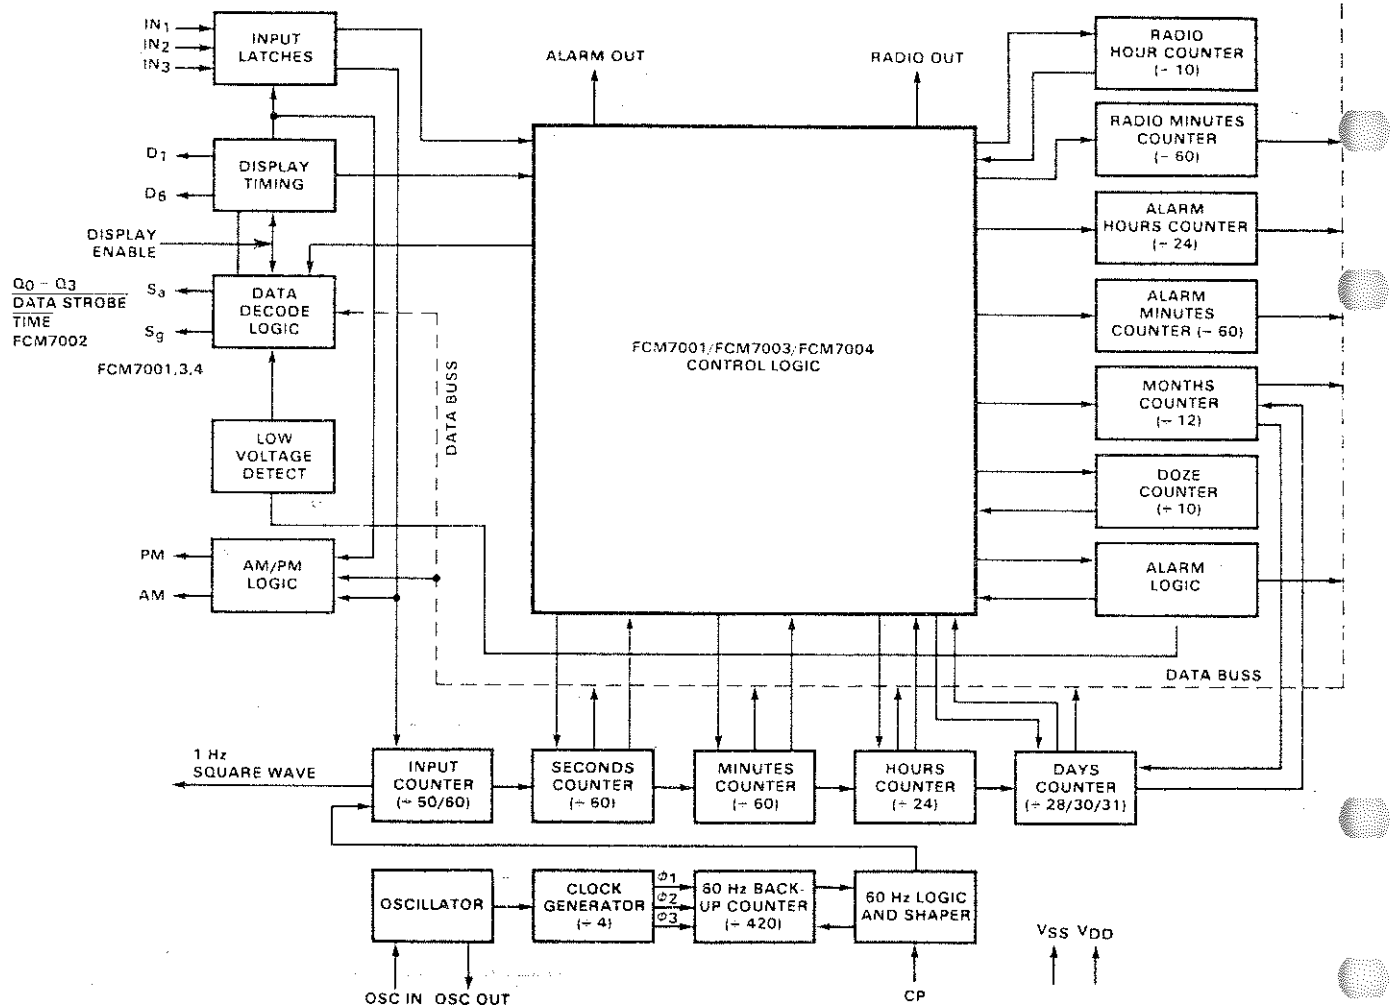 IN1
IN2
IN3
INPUT
LATCHES
ALARM OUT
RADIO OUT
RADIO
HOUR COUNTER
(÷ 10)
RADIO MINUTES
COUNTER
(÷ 60)
D1
D6
DISPLAY
TIMING
ALARM
HOURS COUNTER
(÷ 24)
DISPLAY
ENABLE
Q0 - Q3
DATA STROBE
TIME
FCM7002
Sa
Sg
DATA
DECODE
LOGIC
FCM7001,3,4
ALARM
MINUTES
COUNTER (÷ 60)
FCM7001/FCM7003/FCM7004
CONTROL LOGIC
DATA BUSS
MONTHS
COUNTER
(÷ 12)
LOW
VOLTAGE
DETECT
DOZE
COUNTER
(÷ 10)
PM
AM
AM/PM
LOGIC
ALARM
LOGIC
DATA BUSS
1 Hz
SQUARE WAVE
INPUT
COUNTER
(÷ 50/60)
SECONDS
COUNTER
(÷ 60)
MINUTES
COUNTER
(÷ 60)
HOURS
COUNTER
(÷ 24)
DAYS
COUNTER
(÷ 28/30/31)
OSCILLATOR
CLOCK
GENERATOR
(÷ 4)
Φ1
Φ2
Φ3
60 Hz BACK-
UP COUNTER
(÷ 420)
60 Hz LOGIC
AND SHAPER
VSS VDD
OSC IN OSC OUT
CP